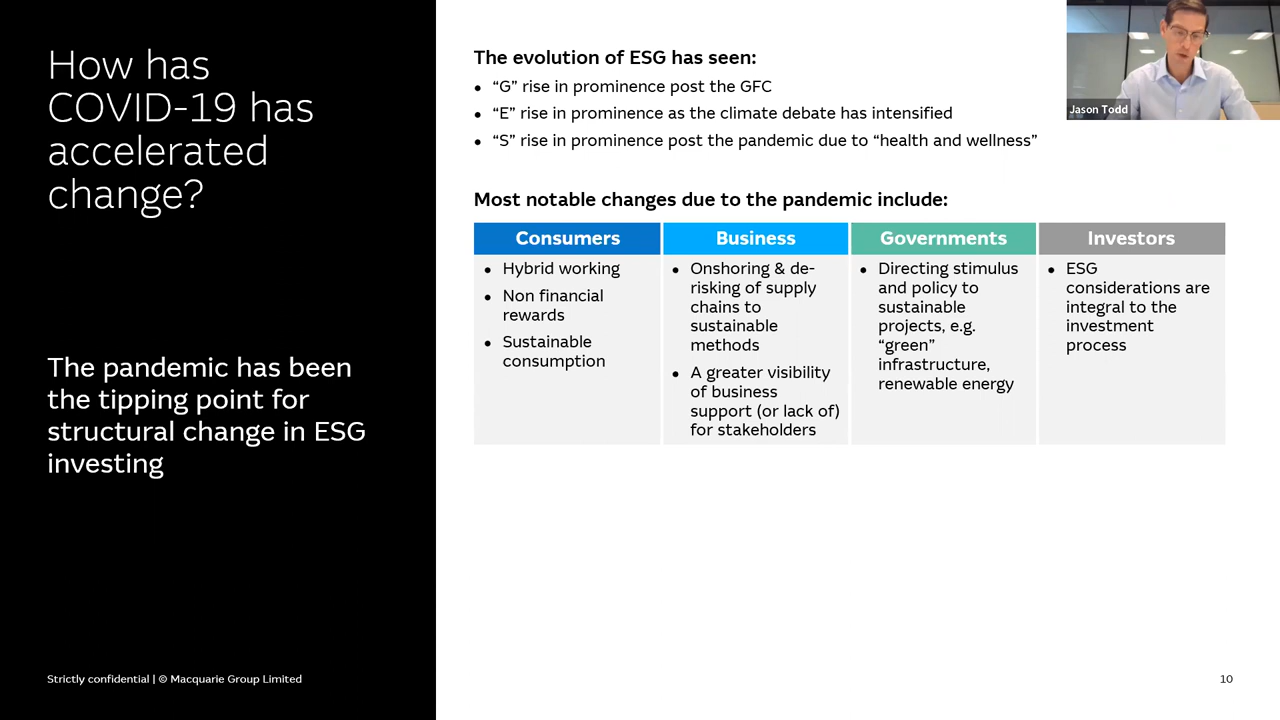 How has
COVID-19 has
accelerated
change?
The pandemic has been
the tipping point for
structural change in ESG
investing
Strictly confidential | © Macquarie Group Limited
The evolution of ESG has seen:
• “G” rise in prominence post the GFC
• “E” rise in prominence as the climate debate has intensified
• “S” rise in prominence post the pandemic due to “health and wellness”
Jason Todd
Most notable changes due to the pandemic include:
Consumers
• Hybrid working
• Non financial
rewards
• Sustainable
consumption
Business
• Onshoring & de-
risking of supply
chains to
sustainable
methods
• A greater visibility
of business
support (or lack of)
for stakeholders
Governments
• Directing stimulus
and policy to
sustainable
projects, e.g.
“green”
infrastructure,
renewable energy
Investors
• ESG
considerations are
integral to the
investment
process
10